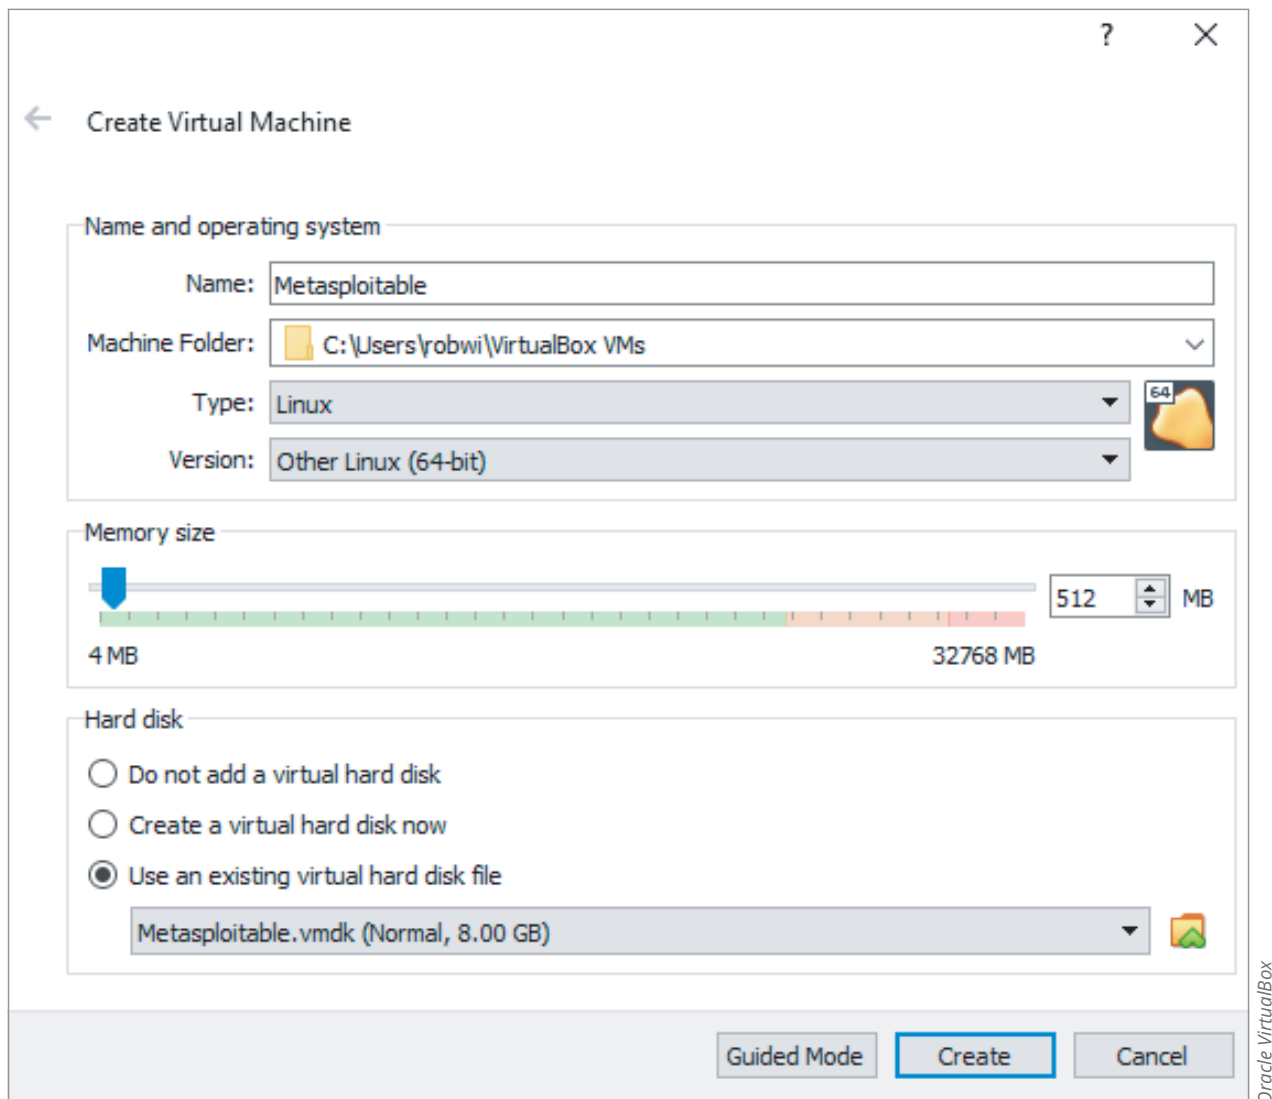 ?
Create Virtual Machine
Name and operating system
Name: Metasploitable
Machine Folder: C:\Users\robwi\VirtualBox VMs
Type: Linux
64
Version: Other Linux (64-bit)
Memory size
512 MB
4 MB 32768 MB
Hard disk
Do not add a virtual hard disk
Create a virtual hard disk now
Use an existing virtual hard disk file
Metasploitable.vmdk (Normal, 8.00 GB)
Guided Mode Create Cancel
Oracle VirtualBox